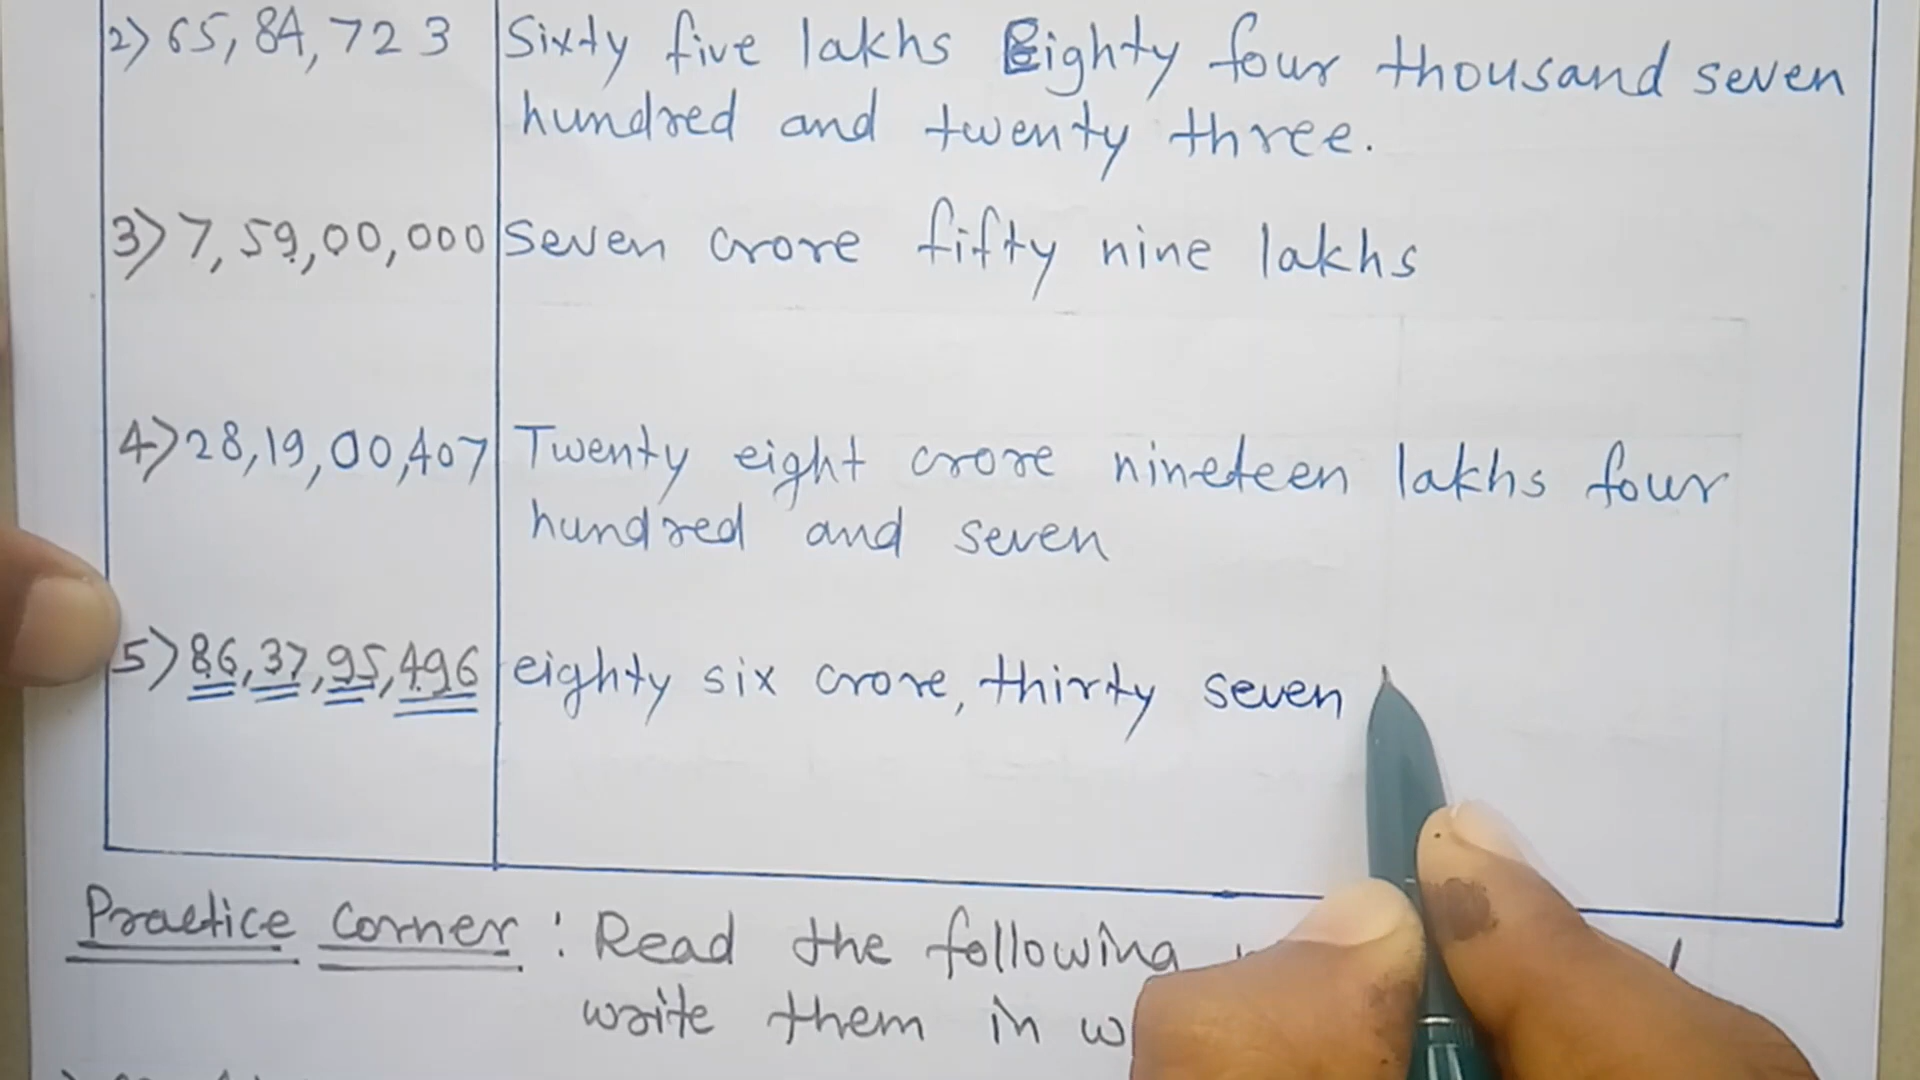 2) 65,84,723 Sixty five lakhs Eighty four thousand seven
hundred and twenty three.
3) 7,59,00,000 Seven crore fifty nine lakhs
4) 28,19,00,407 Twenty eight crore nineteen lakhs four
hundred and seven
5) 86,37,95,496 eighty six crore, thirty seven
Practice Corner : Read the following
write them in